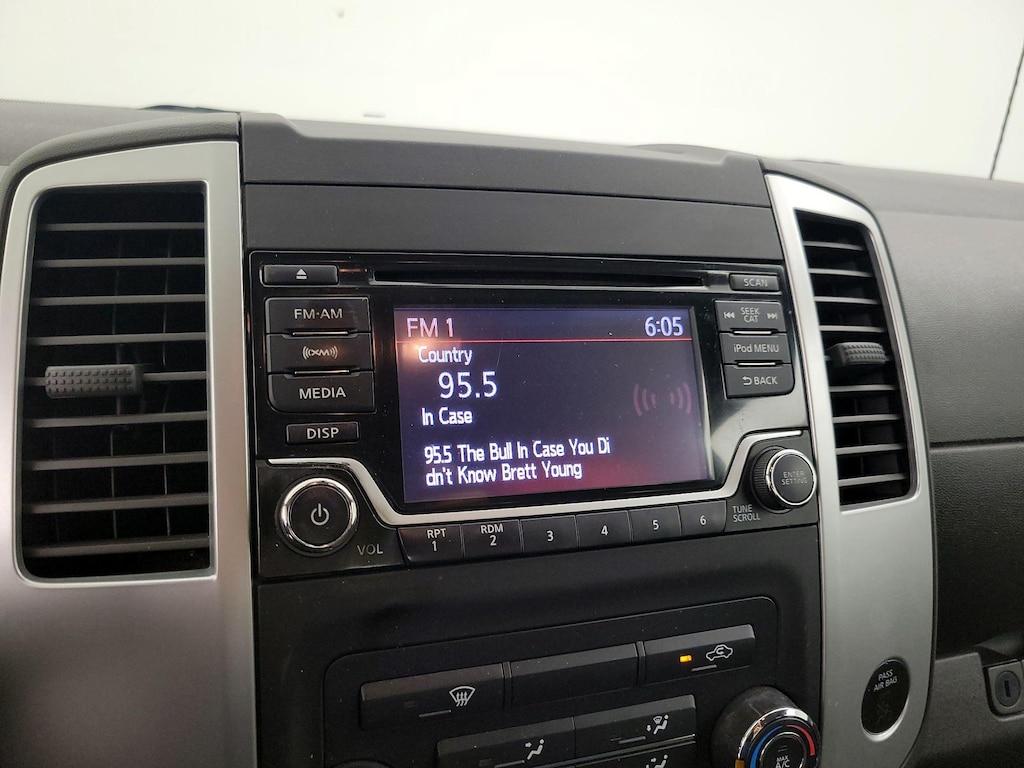 SCAN
FM·AM
SEEK
CAT
FM 1 6:05
Country
(XM)
iPod MENU
95.5
MEDIA
BACK
In Case
DISP
95.5 The Bull In Case You Di
dn't Know Brett Young
ENTER
SETTING
VOL
RPT
1
RDM
2
3
4
5
6
TUNE
SCROLL
PASS
AIR BAG
MAX
A/C